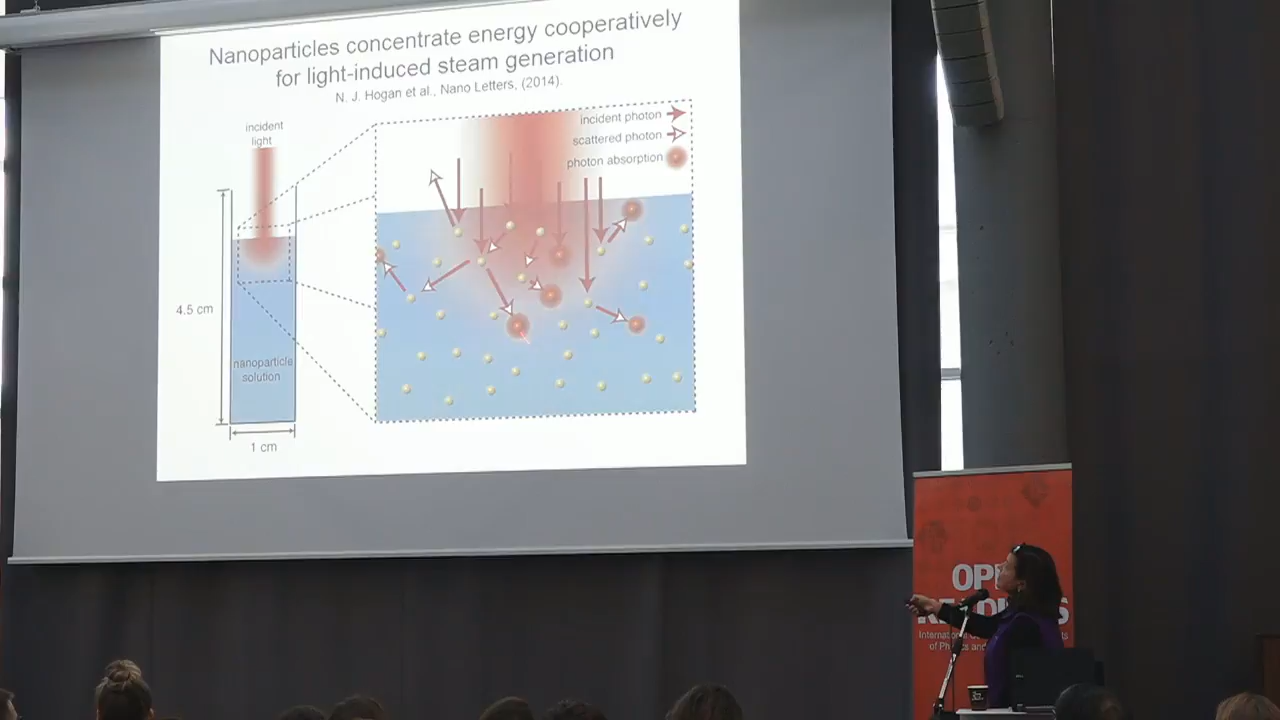 Nanoparticles concentrate energy cooperatively
for light-induced steam generation
N. J. Hogan et al., Nano Letters, (2014).
incident
light
incident photon
scattered photon
photon absorption
4.5 cm
nanoparticle
solution
1 cm
of